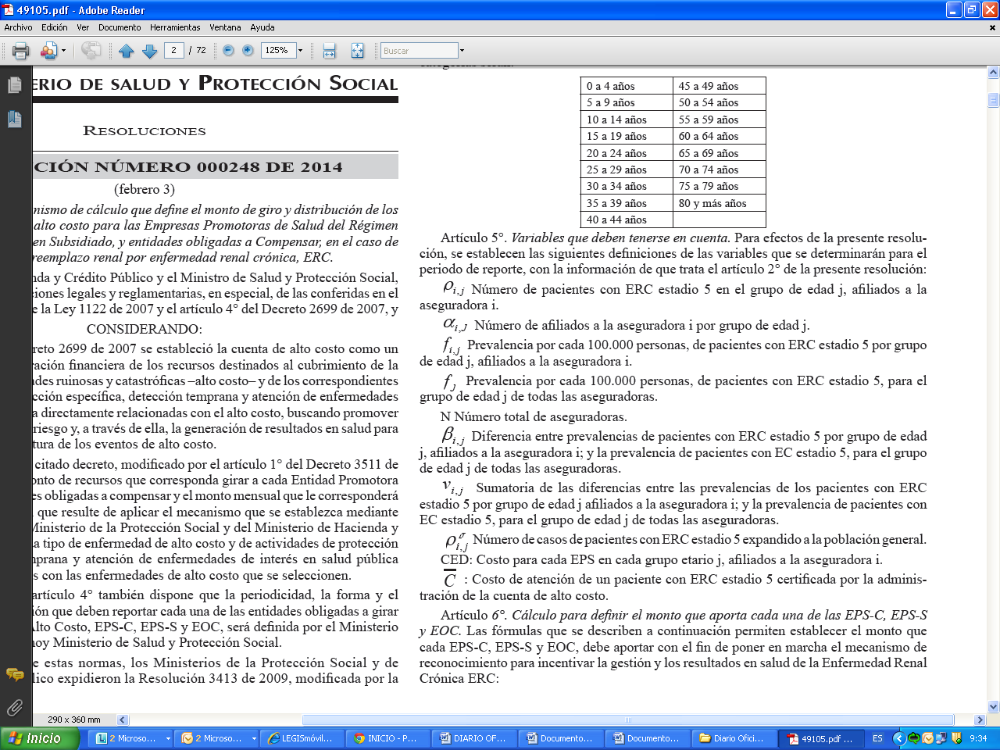 49105.pdf - Adobe Reader
Archivo Edición Ver Documento Herramientas Ventana Ayuda
2 / 72 125% Buscar
ERIO DE SALUD Y PROTECCIÓN SOCIAL
RESOLUCIONES
CIÓN NÚMERO 000248 DE 2014
(febrero 3)
nismo de cálculo que define el monto de giro y distribución de los
alto costo para las Empresas Promotoras de Salud del Régimen
en Subsidiado, y entidades obligadas a Compensar, en el caso de
reemplazo renal por enfermedad renal crónica, ERC.
nda y Crédito Público y el Ministro de Salud y Protección Social,
ciones legales y reglamentarias, en especial, de las conferidas en el
e la Ley 1122 de 2007 y el artículo 4° del Decreto 2699 de 2007, y
CONSIDERANDO:
reto 2699 de 2007 se estableció la cuenta de alto costo como un
ración financiera de los recursos destinados al cubrimiento de la
des ruinosas y catastróficas –alto costo– y de los correspondientes
cción específica, detección temprana y atención de enfermedades
a directamente relacionadas con el alto costo, buscando promover
riesgo y, a través de ella, la generación de resultados en salud para
tura de los eventos de alto costo.
citado decreto, modificado por el artículo 1° del Decreto 3511 de
onto de recursos que corresponda girar a cada Entidad Promotora
es obligadas a compensar y el monto mensual que le corresponderá
que resulte de aplicar el mecanismo que se establezca mediante
Ministerio de la Protección Social y del Ministerio de Hacienda y
a tipo de enfermedad de alto costo y de actividades de protección
mprana y atención de enfermedades de interés en salud pública
s con las enfermedades de alto costo que se seleccionen.
artículo 4° también dispone que la periodicidad, la forma y el
ión que deben reportar cada una de las entidades obligadas a girar
Alto Costo, EPS-C, EPS-S y EOC, será definida por el Ministerio
hoy Ministerio de Salud y Protección Social.
e estas normas, los Ministerios de la Protección Social y de
lico expidieron la Resolución 3413 de 2009, modificada por la
0 a 4 años 45 a 49 años
5 a 9 años 50 a 54 años
10 a 14 años 55 a 59 años
15 a 19 años 60 a 64 años
20 a 24 años 65 a 69 años
25 a 29 años 70 a 74 años
30 a 34 años 75 a 79 años
35 a 39 años 80 y más años
40 a 44 años
Artículo 5°. Variables que deben tenerse en cuenta. Para efectos de la presente resolu-
ción, se establecen las siguientes definiciones de las variables que se determinarán para el
periodo de reporte, con la información de que trata el artículo 2° de la presente resolución:
ρi,j Número de pacientes con ERC estadio 5 en el grupo de edad j, afiliados a la
aseguradora i.
αi,J Número de afiliados a la aseguradora i por grupo de edad j.
fi,j Prevalencia por cada 100.000 personas, de pacientes con ERC estadio 5 por grupo
de edad j, afiliados a la aseguradora i.
fJ Prevalencia por cada 100.000 personas, de pacientes con ERC estadio 5, para el
grupo de edad j de todas las aseguradoras.
N Número total de aseguradoras.
βi,j Diferencia entre prevalencias de pacientes con ERC estadio 5 por grupo de edad
j, afiliados a la aseguradora i; y la prevalencia de pacientes con EC estadio 5, para el grupo
de edad j de todas las aseguradoras.
vi,j Sumatoria de las diferencias entre las prevalencias de los pacientes con ERC
estadio 5 por grupo de edad j afiliados a la aseguradora i; y la prevalencia de pacientes con
EC estadio 5, para el grupo de edad j de todas las aseguradoras.
ρi,j Número de casos de pacientes con ERC estadio 5 expandido a la población general.
CED: Costo para cada EPS en cada grupo etario j, afiliados a la aseguradora i.
C̅ : Costo de atención de un paciente con ERC estadio 5 certificada por la adminis-
tración de la cuenta de alto costo.
Artículo 6°. Cálculo para definir el monto que aporta cada una de las EPS-C, EPS-S
y EOC. Las fórmulas que se describen a continuación permiten establecer el monto que
cada EPS-C, EPS-S y EOC, debe aportar con el fin de poner en marcha el mecanismo de
reconocimiento para incentivar la gestión y los resultados en salud de la Enfermedad Renal
Crónica ERC:
290 x 360 mm
Inicio 2 Microso... 2 Microso... LEGISmóvil... INICIO - P... DIARIO OF... Documento... Documento... Diario Ofici... 49105.pdf ... ES 9:34